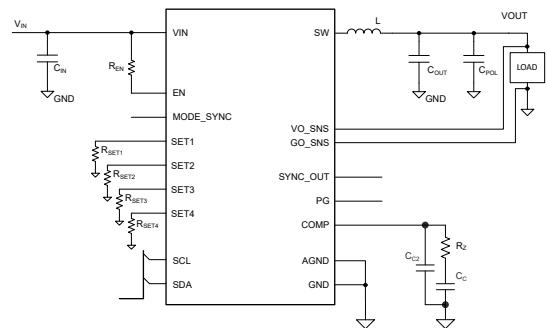 VIN
VIN
SW
L
VOUT
CIN
REN
COUT
CPOL
LOAD
GND
GND
EN
MODE_SYNC
VO_SNS
SET1
GO_SNS
RSET1
SET2
RSET2
SYNC_OUT
SET3
RSET3
PG
SET4
RSET4
COMP
RZ
CC2
SCL
AGND
CC
SDA
GND